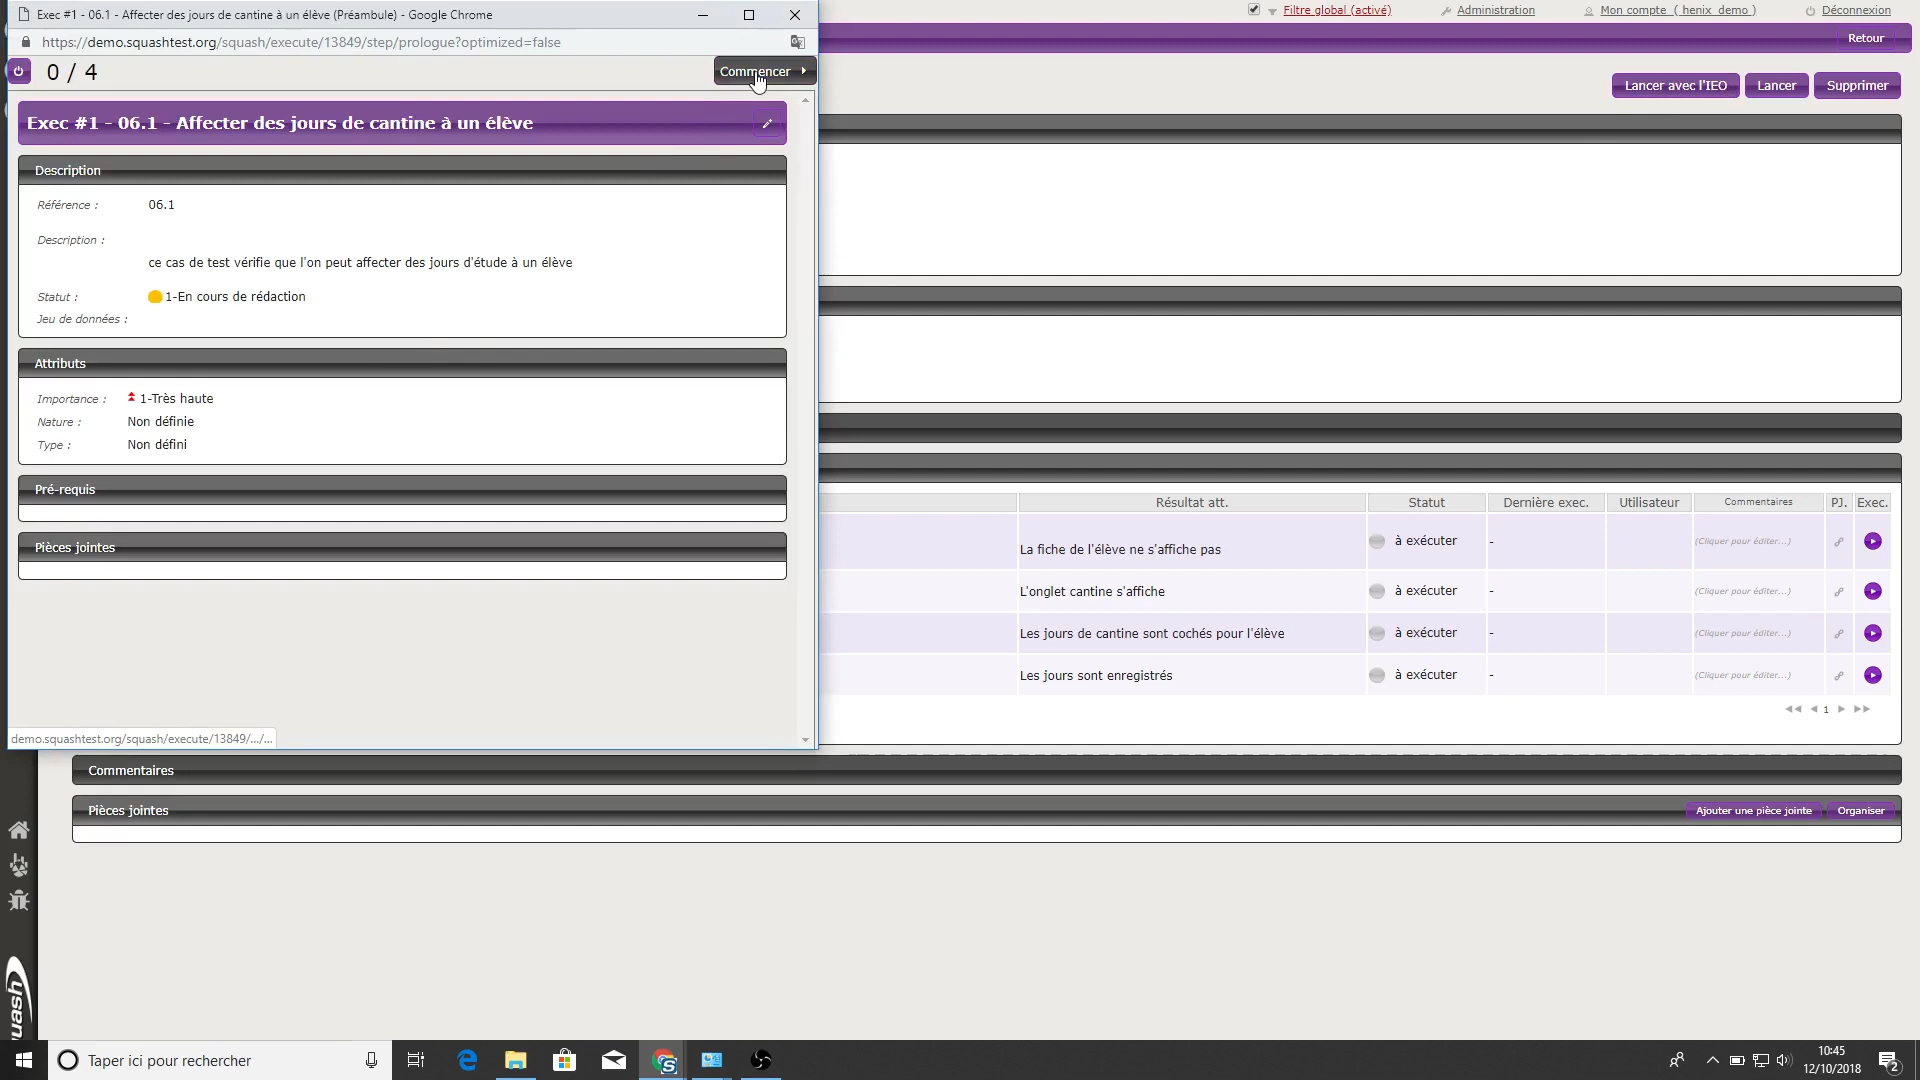 Exec #1 - 06.1 - Affecter des jours de cantine à un élève (Préambule) - Google Chrome
https://demo.squashtest.org/squash/execute/13849/step/prologue?optimized=false
0 / 4
Commencer
Exec #1 - 06.1 - Affecter des jours de cantine à un élève
Description
Référence : 06.1
Description :
ce cas de test vérifie que l'on peut affecter des jours d'étude à un élève
Statut : 1-En cours de rédaction
Jeu de données :
Attributs
Importance : 1-Très haute
Nature : Non définie
Type : Non défini
Pré-requis
Pièces jointes
demo.squashtest.org/squash/execute/13849/.../...
Filtre global (activé) Administration Mon compte ( henix_demo ) Déconnexion
Retour
Lancer avec l'IEO Lancer Supprimer
Résultat att. Statut Dernière exec. Utilisateur Commentaires PJ. Exec.
La fiche de l'élève ne s'affiche pas à exécuter - (Cliquer pour éditer...)
L'onglet cantine s'affiche à exécuter - (Cliquer pour éditer...)
Les jours de cantine sont cochés pour l'élève à exécuter - (Cliquer pour éditer...)
Les jours sont enregistrés à exécuter - (Cliquer pour éditer...)
1
Commentaires
Pièces jointes Ajouter une pièce jointe Organiser
Taper ici pour rechercher
10:45
12/10/2018
2